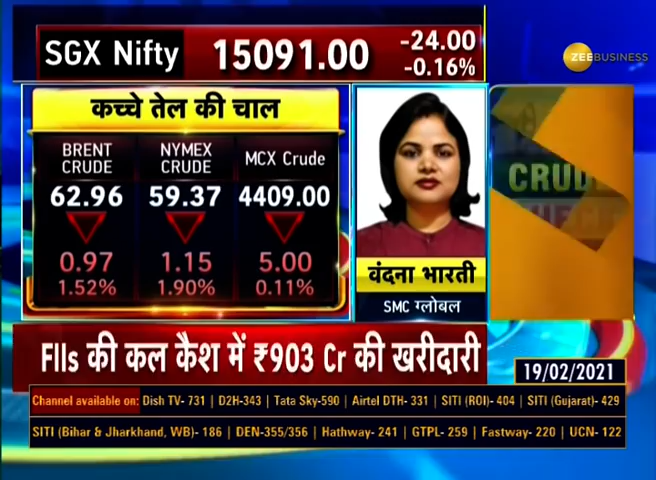 SGX Nifty 15091.00 -24.00
-0.16%
ZEE BUSINESS
कच्चे तेल की चाल
BRENT CRUDE
NYMEX CRUDE
MCX Crude
62.96 59.37 4409.00
0.97 1.15 5.00
1.52% 1.90% 0.11%
वंदना भारती
SMC ग्लोबल
CRUD
FIIs की कल कैश में ₹903 Cr की खरीदारी
19/02/2021
Channel available on: Dish TV- 731 | D2H-343 | Tata Sky-590 | Airtel DTH- 331 | SITI (ROI)- 404 | SITI (Gujarat)- 429
SITI (Bihar & Jharkhand, WB)- 186 | DEN-355/356 | Hathway- 241 | GTPL- 259 | Fastway- 220 | UCN- 122